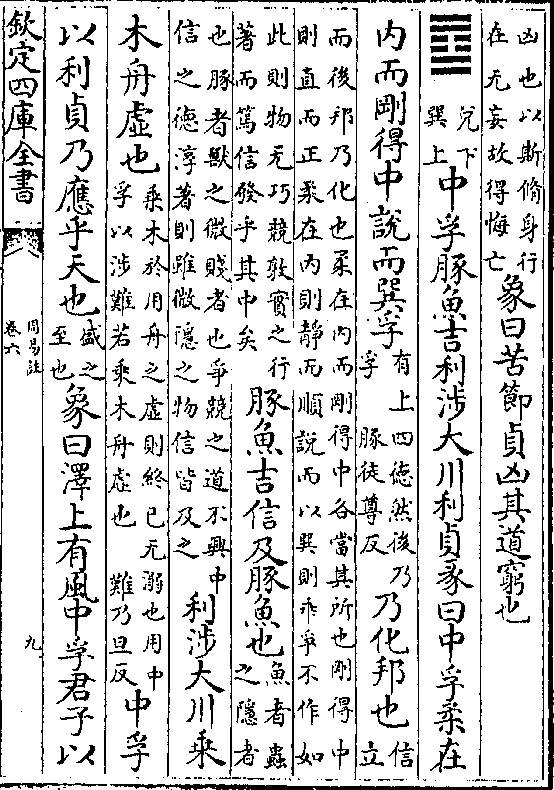 凶也以斯脩身行
在无妄故得悔亡
象曰苦節貞凶其道窮也
兌下
巽上
中孚豚魚吉利涉大川利貞彖曰中孚柔在
内而剛得中說而巽孚
有上四德然後乃
孚 豚徒尊反
乃化邦也
信
立
而後邦乃化也柔在内而剛得中各當其所也剛得中
則直而正柔在内則靜而順說而以巽則乖爭不作如
此則物无巧競敦實之行
著而篤信發乎其中矣
豚魚吉信及豚魚也
魚者蟲
之隱者
也豚者獸之微賤者也爭競之道不興中
信之德淳著則雖微隱之物信皆及之
利涉大川乘
木舟虛也
乘木於用舟之虛則終已无溺也用中
孚以涉難若乘木舟虛也 難乃旦反
中孚
以利貞乃應乎天也
盛之
至也
象曰澤上有風中孚君子以
欽定四庫全書
周易註
卷六
九